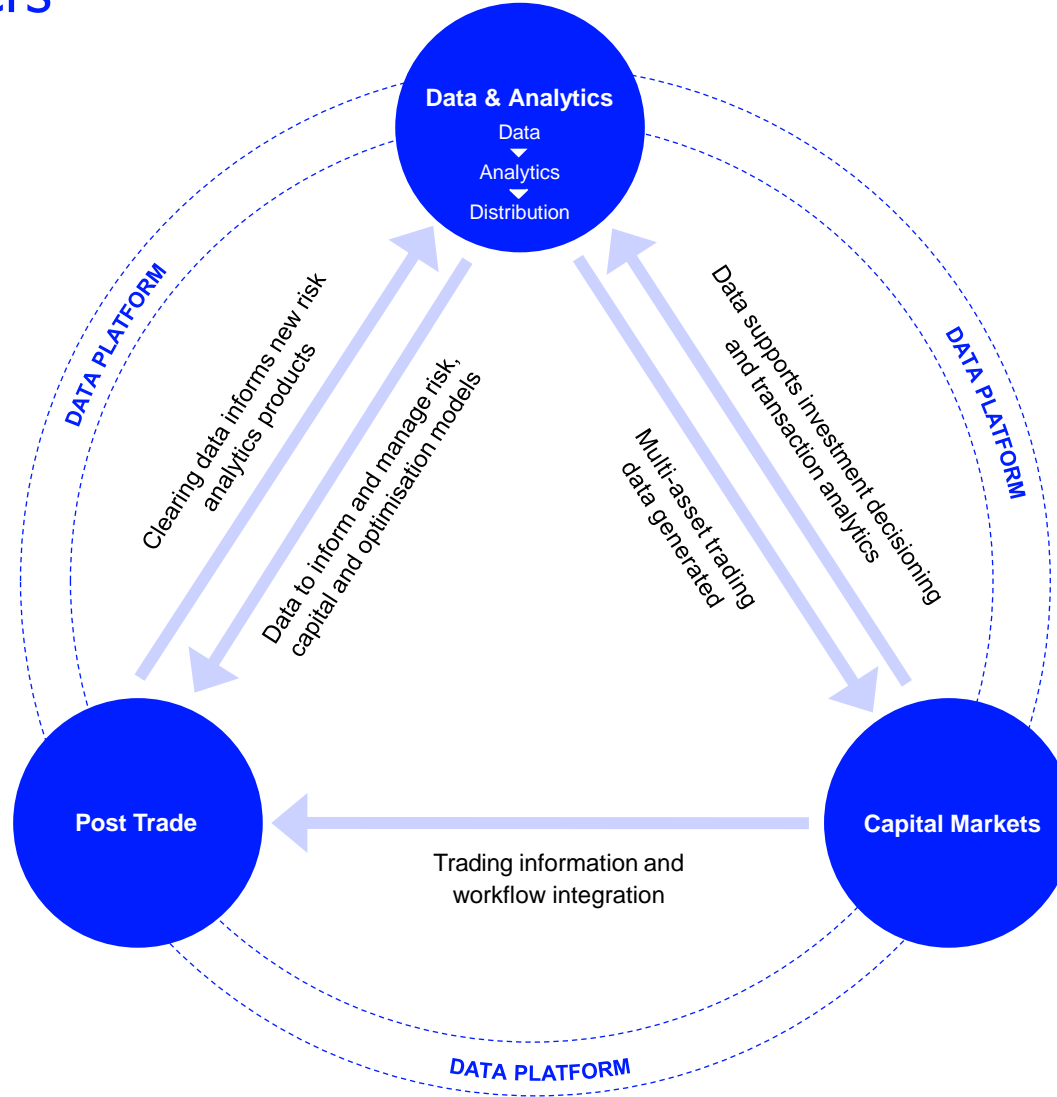 Data & Analytics
Data
Analytics
Distribution
DATA PLATFORM
DATA PLATFORM
Clearing data informs new risk
analytics products
Data to inform and manage risk,
capital and optimisation models
Multi-asset trading
data generated
Data supports investment decisioning
and transaction analytics
Post Trade
Capital Markets
Trading information and
workflow integration
DATA PLATFORM